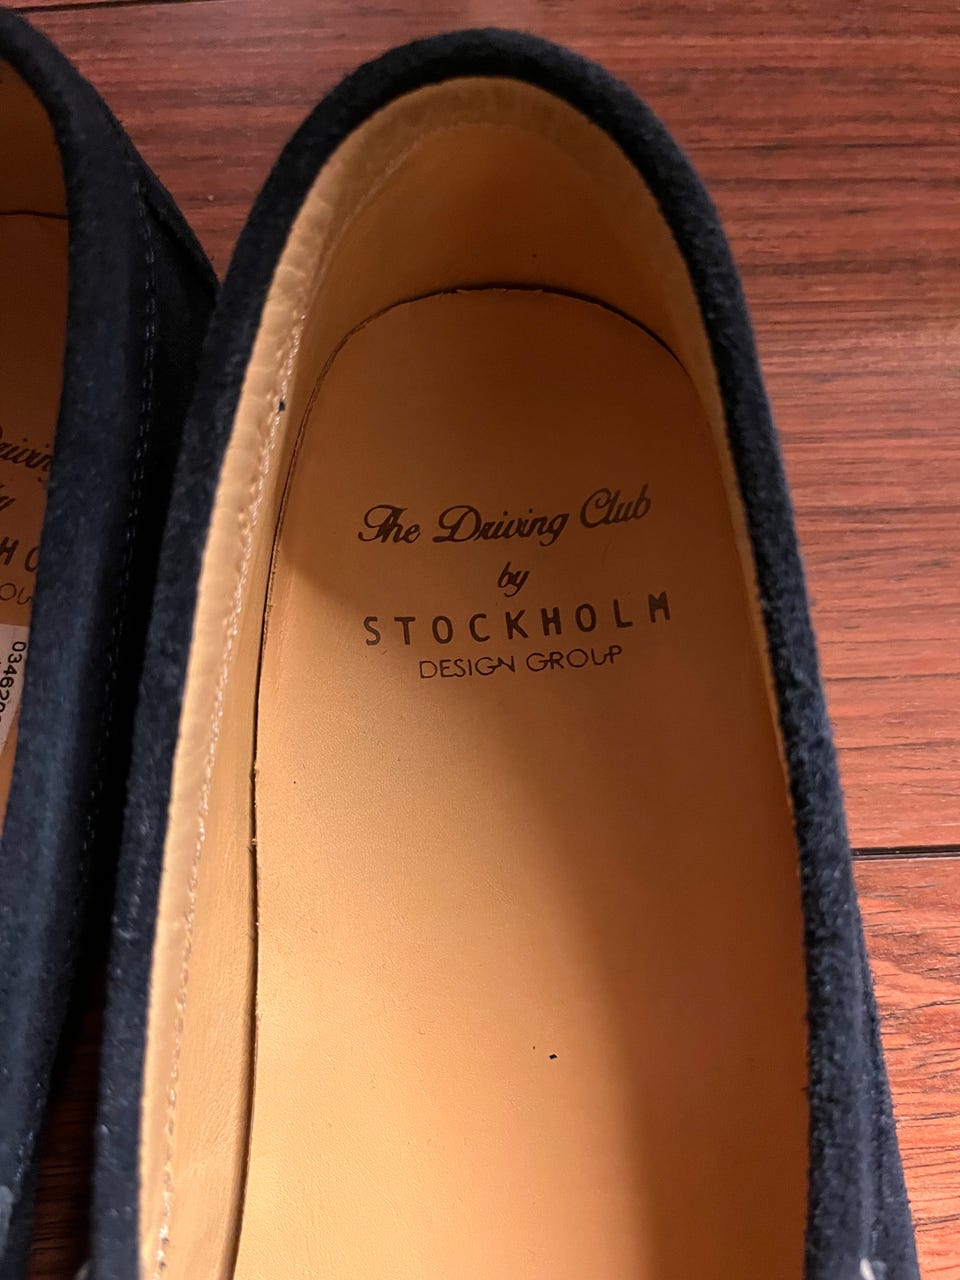 The Driving Club
by
STOCKHOLM
DESIGN GROUP